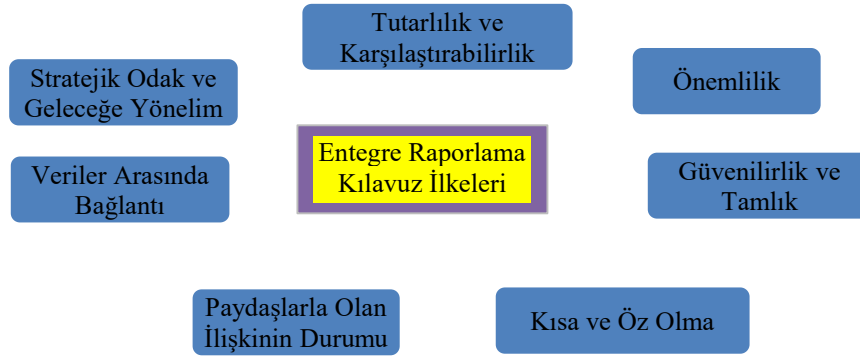 Tutarlılık ve
Karşılaştırabilirlik
Stratejik Odak ve
Geleceğe Yönelim
Önemlilik
Entegre Raporlama
Kılavuz İlkeleri
Veriler Arasında
Bağlantı
Güvenilirlik ve
Tamlık
Paydaşlarla Olan
İlişkinin Durumu
Kısa ve Öz Olma